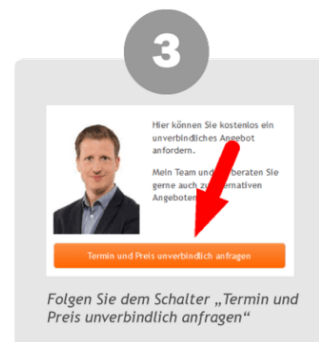 3
Hier können Sie kostenlos ein
unverbindliches Angebot
anfordern.
Mein Team und beraten Sie
gerne auch zu
Angeboten
Termin und Preis unverbindlich anfragen
Folgen Sie dem Schalter „Termin und
Preis unverbindlich anfragen“